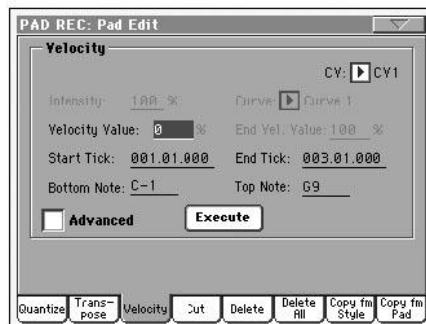 PAD REC: Pad Edit
Velocity
CV: CV1
Intensity: 100 % Curve: Curve 1
Velocity Value: 0 % End Vel. Value: 100 %
Start Tick: 001.01.000 End Tick: 003.01.000
Bottom Note: C-1 Top Note: G9
Advanced Execute
Quantize Trans-pose Velocity Cut Delete Delete All Copy fm Style Copy fm Pad